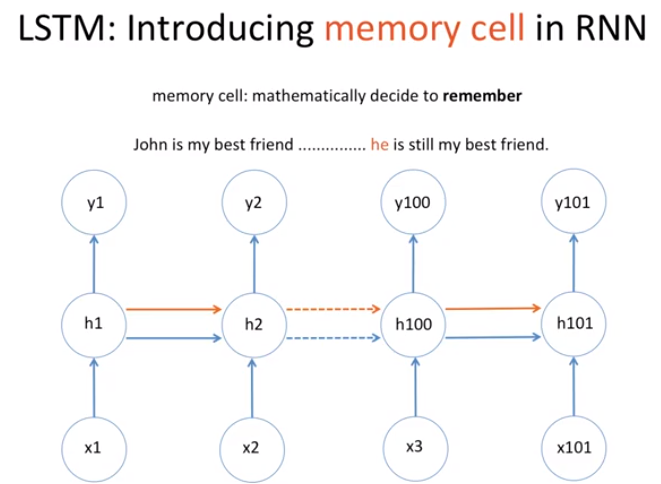 LSTM: Introducing memory cell in RNN
memory cell: mathematically decide to remember
John is my best friend ............... he is still my best friend.
y1 y2 y100 y101
h1 h2 h100 h101
x1 x2 x3 x101